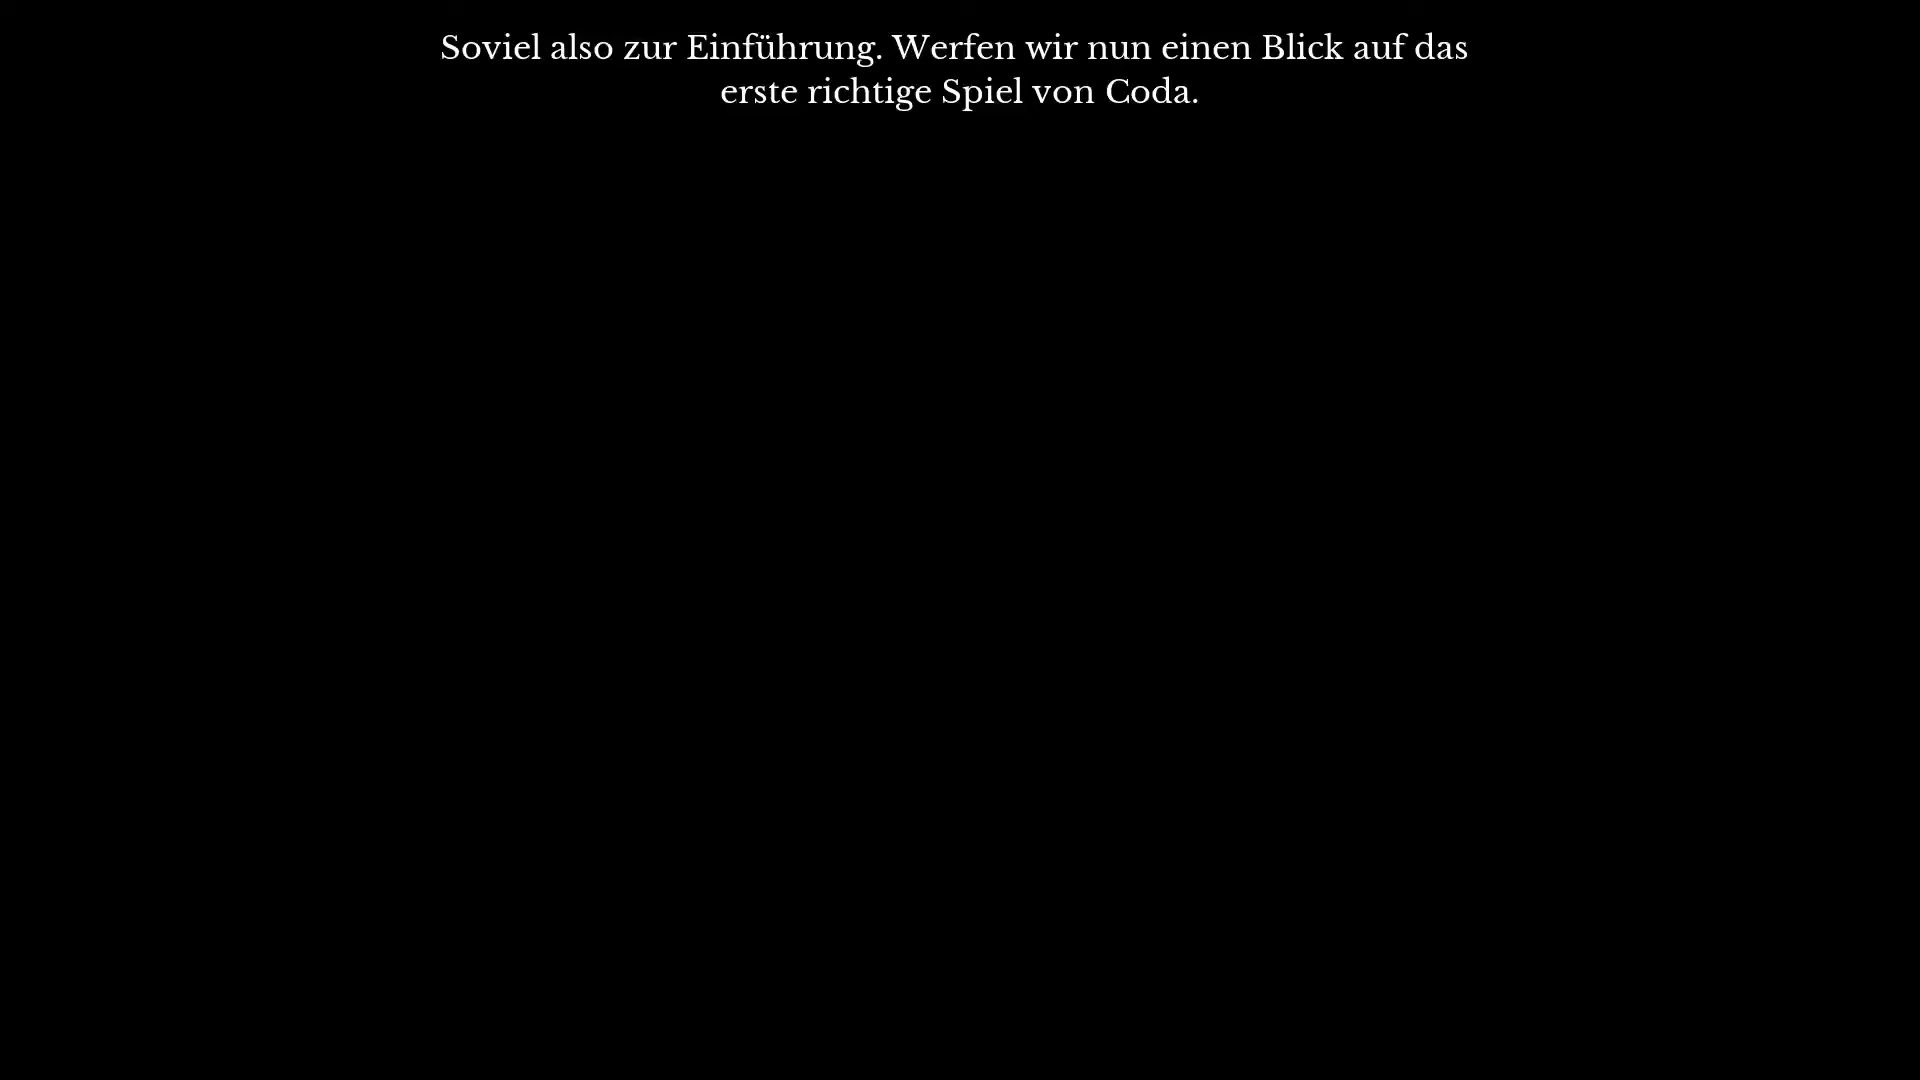 Soviel also zur Einführung. Werfen wir nun einen Blick auf das
erste richtige Spiel von Coda.